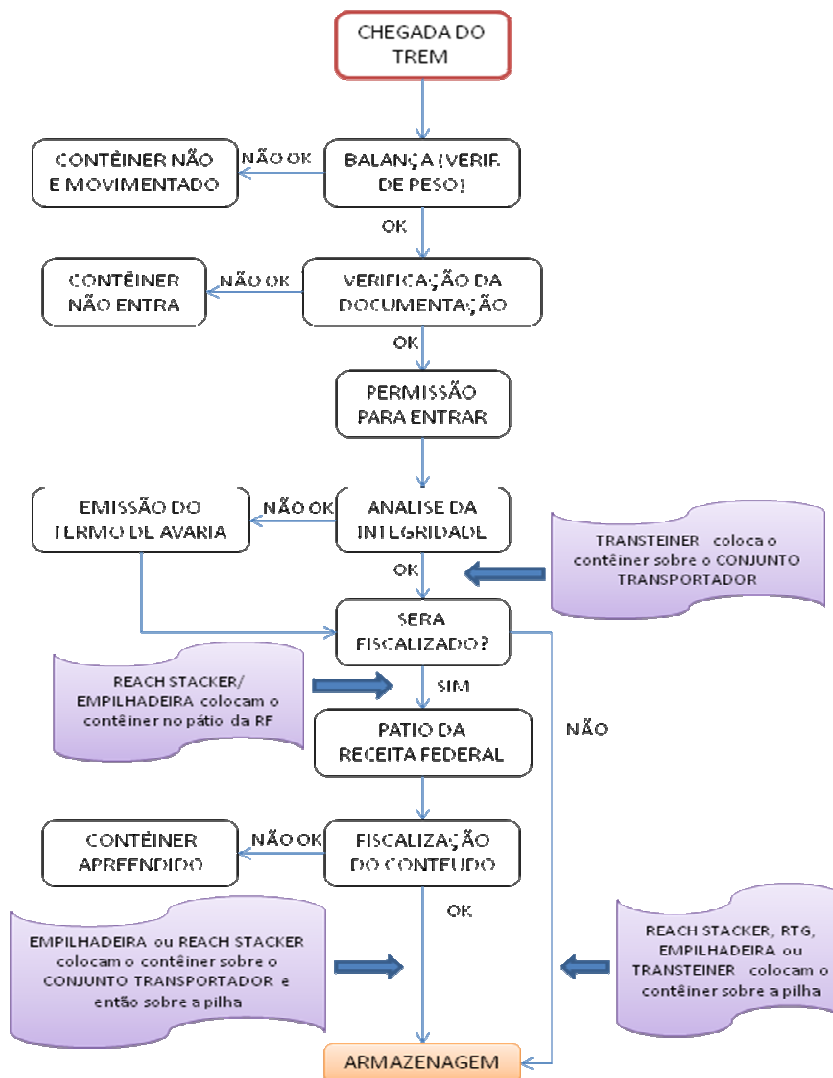 CHEGADA DO
TREM
CONTÊINER NÃO
E MOVIMENTADO
NÃO OK
BALANÇA (VERIF.
DE PESO)
OK
CONTÊINER
NÃO ENTRA
NÃO OK
VERIFICAÇÃO DA
DOCUMENTAÇÃO
OK
PERMISSÃO
PARA ENTRAR
EMISSÃO DO
TERMO DE AVARIA
NÃO OK
ANALISE DA
INTEGRIDADE
OK
TRANSTEINER coloca o
contêiner sobre o CONJUNTO
TRANSPORTADOR
SERA
FISCALIZADO?
REACH STACKER/
EMPILHADEIRA colocam o
contêiner no pátio da RF
SIM
NÃO
PATIO DA
RECEITA FEDERAL
CONTÊINER
APREENDIDO
NÃO OK
FISCALIZAÇÃO
DO CONTEUDO
OK
EMPILHADEIRA ou REACH STACKER
colocam o contêiner sobre o
CONJUNTO TRANSPORTADOR e
então sobre a pilha
REACH STACKER, RTG,
EMPILHADEIRA ou
TRANSTEINER colocam o
contêiner sobre a pilha
ARMAZENAGEM